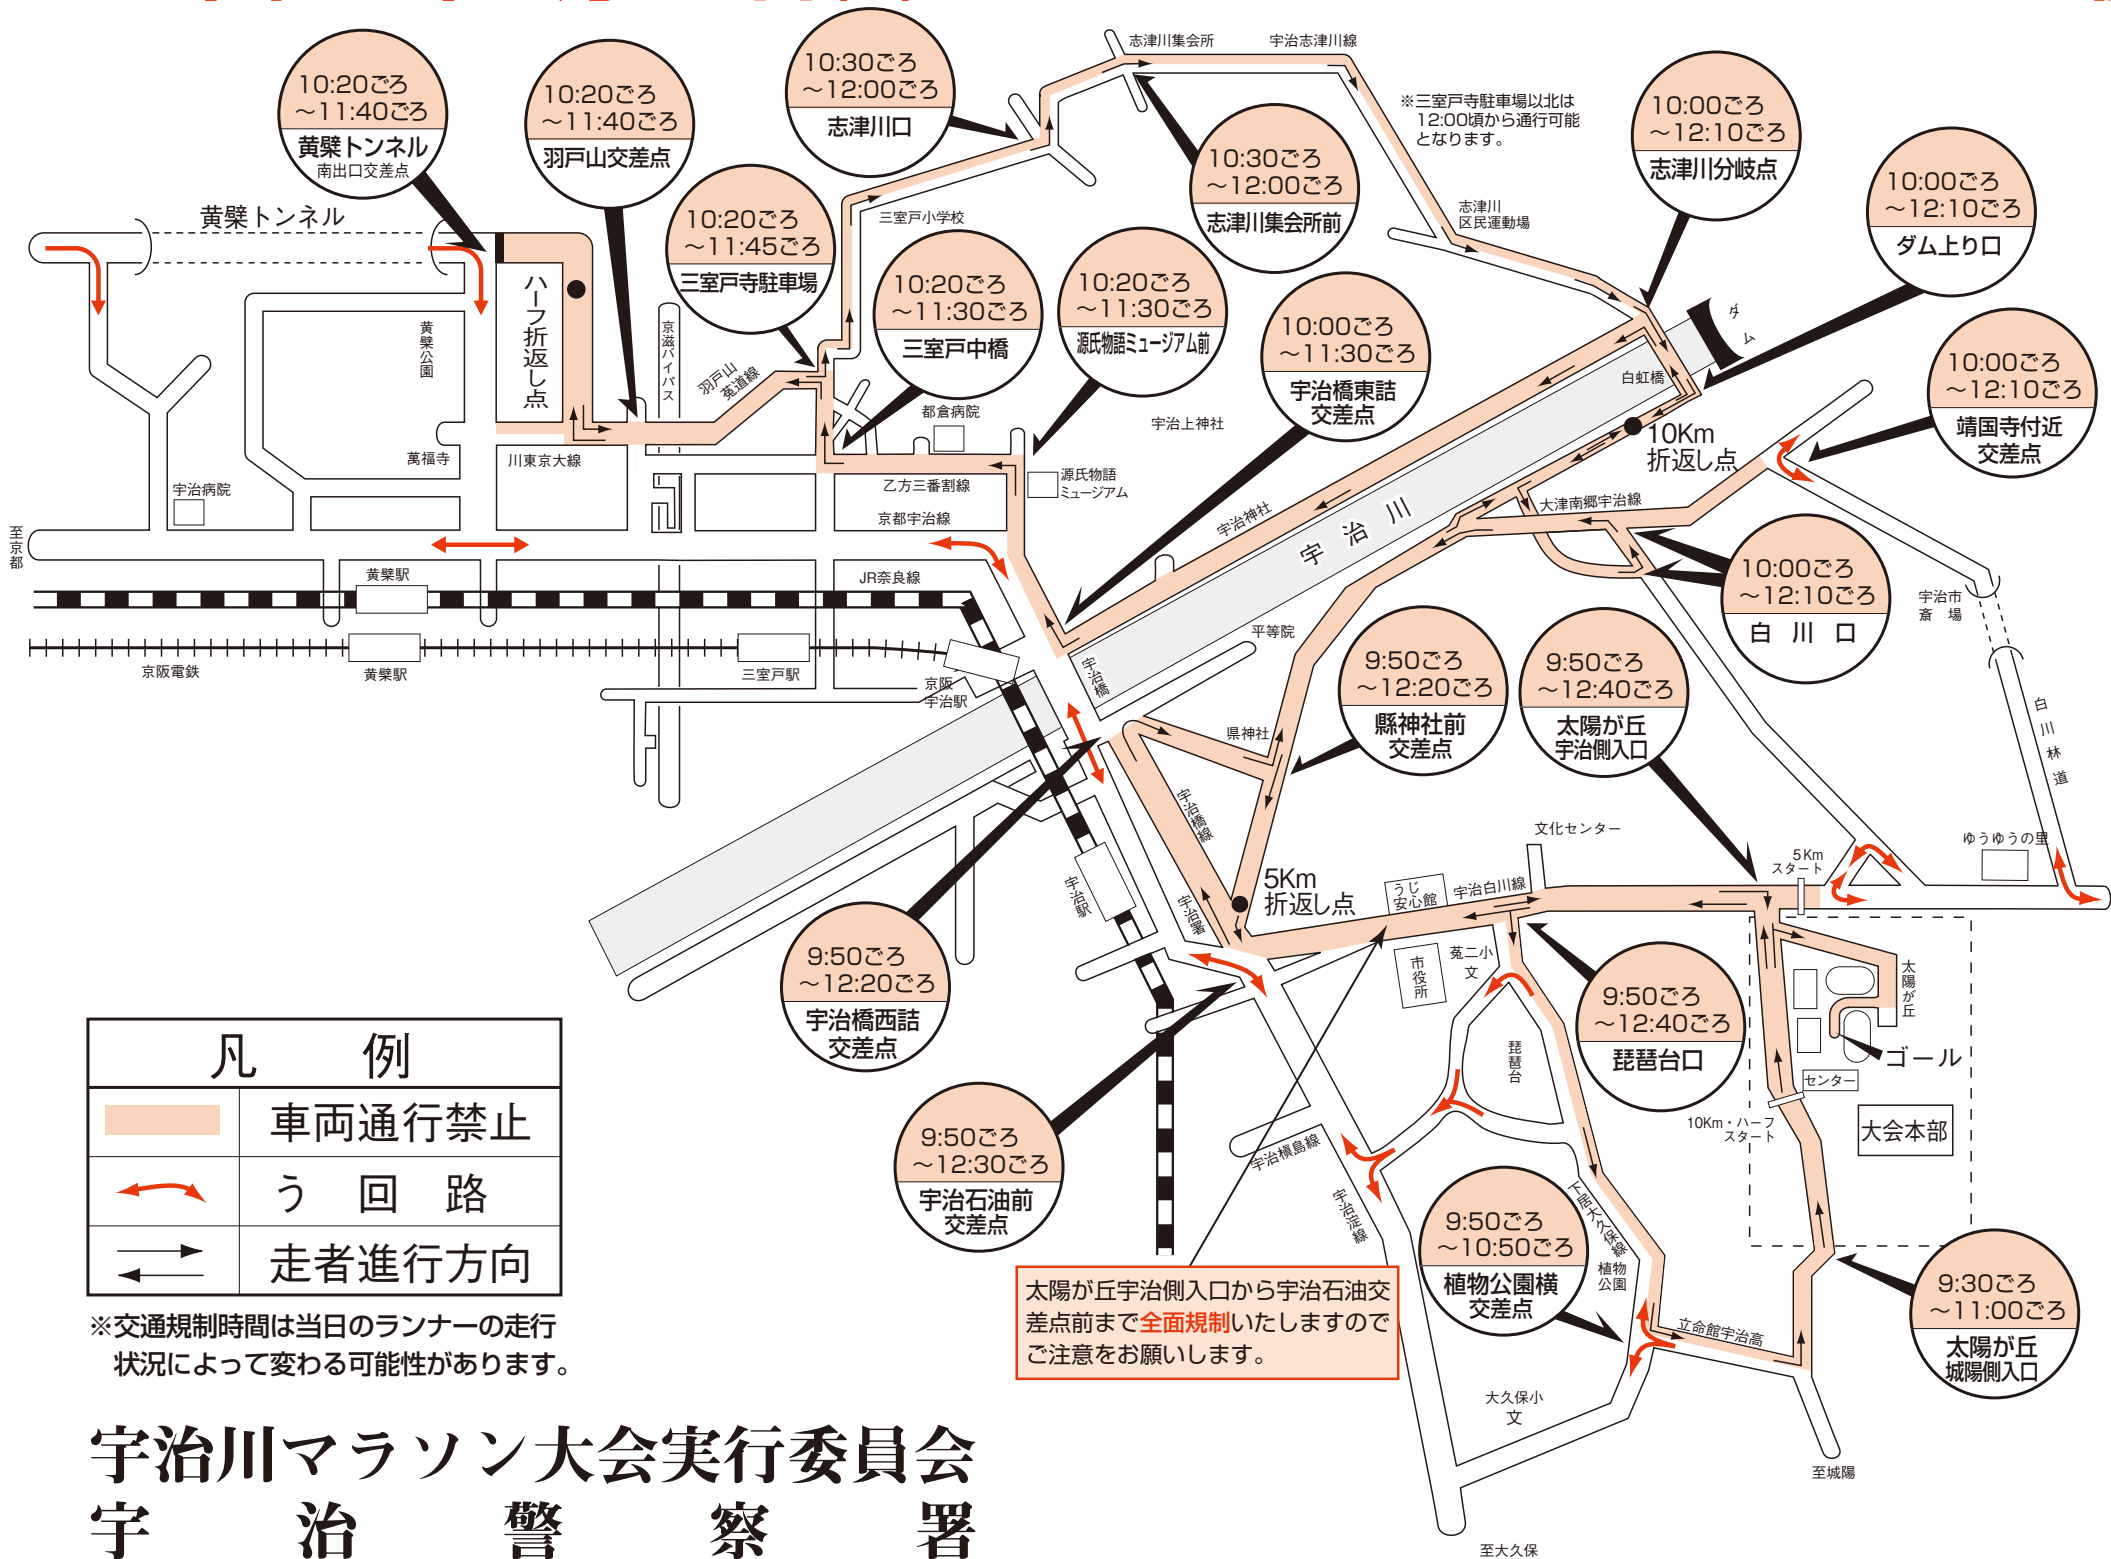 10:20ごろ
～11:40ごろ
黄檗トンネル
南出口交差点
10:20ごろ
～11:40ごろ
羽戸山交差点
10:30ごろ
～12:00ごろ
志津川口
志津川集会所
宇治志津川線
※三室戸寺駐車場以北は
12:00頃から通行可能
となります。
10:00ごろ
～12:10ごろ
志津川分岐点
10:30ごろ
～12:00ごろ
志津川集会所前
10:00ごろ
～12:10ごろ
ダム上り口
黄檗トンネル
10:20ごろ
～11:45ごろ
三室戸寺駐車場
三室戸小学校
志津川
区民運動場
10:20ごろ
～11:30ごろ
三室戸中橋
10:20ごろ
～11:30ごろ
源氏物語ミュージアム前
10:00ごろ
～11:30ごろ
宇治橋東詰
交差点
ダム
10:00ごろ
～12:10ごろ
靖国寺付近
交差点
ハーフ折返し点
黄檗公園
京滋バイパス
羽戸山
莵道線
白虹橋
都倉病院
宇治上神社
10Km
折返し点
萬福寺
川東京大線
宇治病院
乙方三番割線
源氏物語
ミュージアム
京都宇治線
宇治神社
宇治川
大津南郷宇治線
至京都
黄檗駅
JR奈良線
10:00ごろ
～12:10ごろ
白川口
宇治市
斎場
京阪電鉄
黄檗駅
三室戸駅
京阪
宇治駅
宇治橋
平等院
県神社
9:50ごろ
～12:20ごろ
縣神社前
交差点
9:50ごろ
～12:40ごろ
太陽が丘
宇治側入口
白川林道
宇治橋線
文化センター
5Km
スタート
ゆうゆうの里
宇治駅
宇治署
5Km
折返し点
うじ
安心館
宇治白川線
9:50ごろ
～12:20ごろ
宇治橋西詰
交差点
市役所
菟二小
文
9:50ごろ
～12:40ごろ
琵琶台口
太陽が丘
ゴール
センター
琵琶台
10Km・ハーフ
スタート
大会本部
凡例
車両通行禁止
う回路
走者進行方向
※交通規制時間は当日のランナーの走行
状況によって変わる可能性があります。
9:50ごろ
～12:30ごろ
宇治石油前
交差点
宇治槇島線
宇治淀線
下居大久保線
9:50ごろ
～10:50ごろ
植物公園横
交差点
植物
公園
9:30ごろ
～11:00ごろ
太陽が丘
城陽側入口
太陽が丘宇治側入口から宇治石油交
差点前まで全面規制いたしますので
ご注意をお願いします。
立命館宇治高
大久保小
文
至城陽
至大久保
宇治川マラソン大会実行委員会
宇治警察署